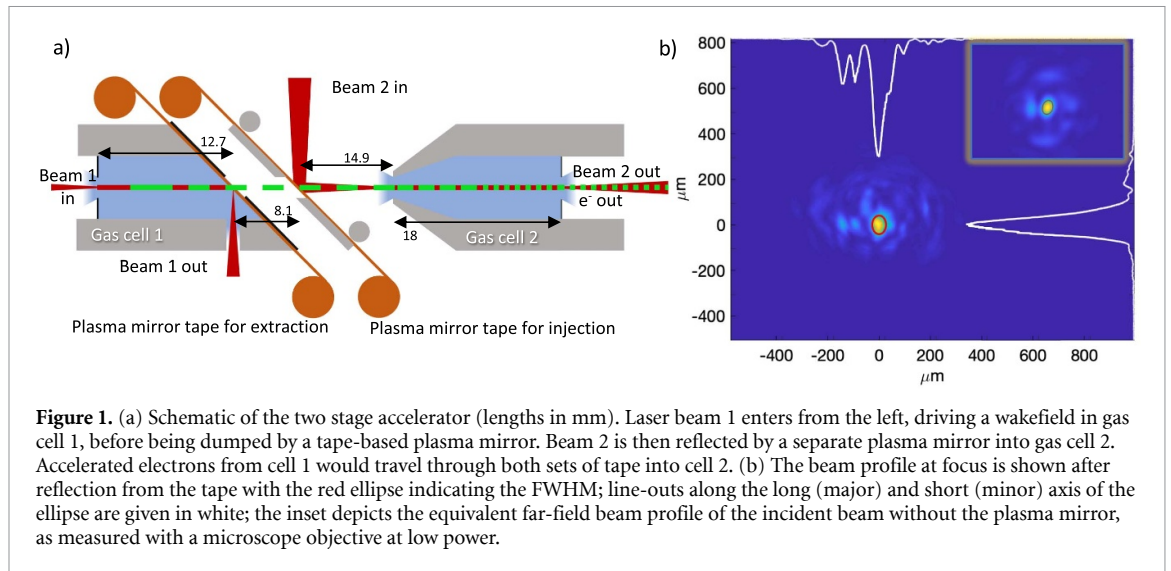 a)
Beam 2 in
12.7
14.9
Beam 1
in
Beam 2 out
e- out
8.1
Gas cell 1
18
Gas cell 2
Beam 1 out
Plasma mirror tape for extraction
Plasma mirror tape for injection
b)
800
600
400
200
0
-200
-400
μm
-400
-200
0
200
400
600
800
μm
Figure 1. (a) Schematic of the two stage accelerator (lengths in mm). Laser beam 1 enters from the left, driving a wakefield in gas
cell 1, before being dumped by a tape-based plasma mirror. Beam 2 is then reflected by a separate plasma mirror into gas cell 2.
Accelerated electrons from cell 1 would travel through both sets of tape into cell 2. (b) The beam profile at focus is shown after
reflection from the tape with the red ellipse indicating the FWHM; line-outs along the long (major) and short (minor) axis of the
ellipse are given in white; the inset depicts the equivalent far-field beam profile of the incident beam without the plasma mirror,
as measured with a microscope objective at low power.